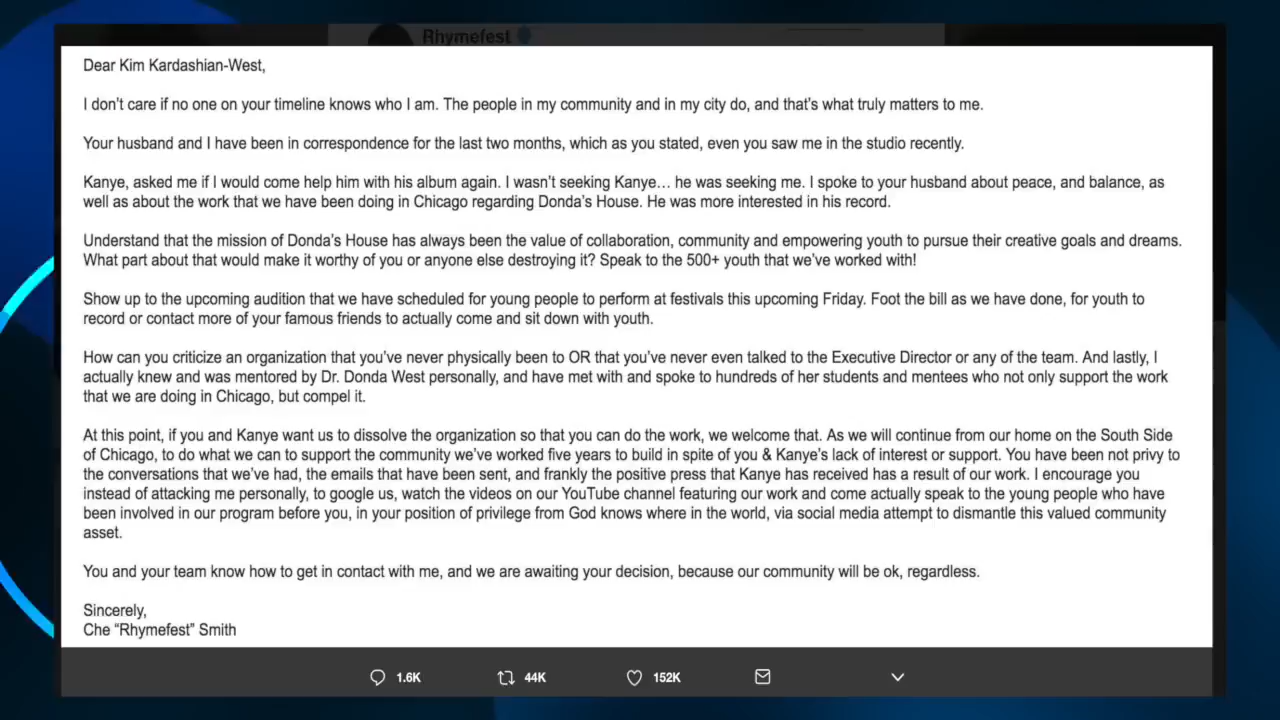 Rhymefest
Dear Kim Kardashian-West,
I don't care if no one on your timeline knows who I am. The people in my community and in my city do, and that's what truly matters to me.
Your husband and I have been in correspondence for the last two months, which as you stated, even you saw me in the studio recently.
Kanye, asked me if I would come help him with his album again. I wasn't seeking Kanye… he was seeking me. I spoke to your husband about peace, and balance, as
well as about the work that we have been doing in Chicago regarding Donda's House. He was more interested in his record.
Understand that the mission of Donda's House has always been the value of collaboration, community and empowering youth to pursue their creative goals and dreams.
What part about that would make it worthy of you or anyone else destroying it? Speak to the 500+ youth that we've worked with!
Show up to the upcoming audition that we have scheduled for young people to perform at festivals this upcoming Friday. Foot the bill as we have done, for youth to
record or contact more of your famous friends to actually come and sit down with youth.
How can you criticize an organization that you've never physically been to OR that you've never even talked to the Executive Director or any of the team. And lastly, I
actually knew and was mentored by Dr. Donda West personally, and have met with and spoke to hundreds of her students and mentees who not only support the work
that we are doing in Chicago, but compel it.
At this point, if you and Kanye want us to dissolve the organization so that you can do the work, we welcome that. As we will continue from our home on the South Side
of Chicago, to do what we can to support the community we've worked five years to build in spite of you & Kanye's lack of interest or support. You have been not privy to
the conversations that we've had, the emails that have been sent, and frankly the positive press that Kanye has received has a result of our work. I encourage you
instead of attacking me personally, to google us, watch the videos on our YouTube channel featuring our work and come actually speak to the young people who have
been involved in our program before you, in your position of privilege from God knows where in the world, via social media attempt to dismantle this valued community
asset.
You and your team know how to get in contact with me, and we are awaiting your decision, because our community will be ok, regardless.
Sincerely,
Che “Rhymefest” Smith
1.6K 44K 152K